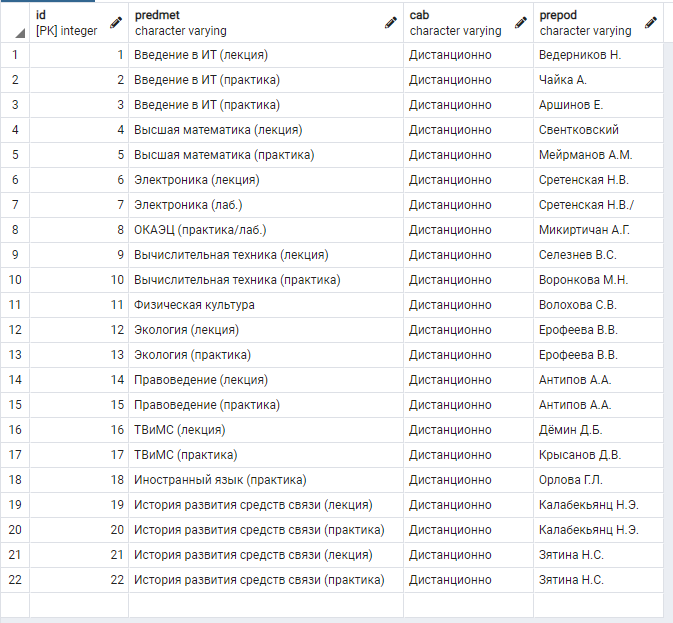 id predmet cab prepod
[PK] integer character varying character varying character varying
1 1 Введение в ИТ (лекция) Дистанционно Ведерников Н.
2 2 Введение в ИТ (практика) Дистанционно Чайка А.
3 3 Введение в ИТ (практика) Дистанционно Аршинов Е.
4 4 Высшая математика (лекция) Дистанционно Свентковский
5 5 Высшая математика (практика) Дистанционно Мейрманов А.М.
6 6 Электроника (лекция) Дистанционно Сретенская Н.В.
7 7 Электроника (лаб.) Дистанционно Сретенская Н.В./
8 8 ОКАЭЦ (практика/лаб.) Дистанционно Микиртичан А.Г.
9 9 Вычислительная техника (лекция) Дистанционно Селезнев В.С.
10 10 Вычислительная техника (практика) Дистанционно Воронкова М.Н.
11 11 Физическая культура Дистанционно Волохова С.В.
12 12 Экология (лекция) Дистанционно Ерофеева В.В.
13 13 Экология (практика) Дистанционно Ерофеева В.В.
14 14 Правоведение (лекция) Дистанционно Антипов А.А.
15 15 Правоведение (практика) Дистанционно Антипов А.А.
16 16 ТВиМС (лекция) Дистанционно Дёмин Д.Б.
17 17 ТВиМС (практика) Дистанционно Крысанов Д.В.
18 18 Иностранный язык (практика) Дистанционно Орлова Г.Л.
19 19 История развития средств связи (лекция) Дистанционно Калабекьянц Н.Э.
20 20 История развития средств связи (практика) Дистанционно Калабекьянц Н.Э.
21 21 История развития средств связи (лекция) Дистанционно Зятина Н.С.
22 22 История развития средств связи (практика) Дистанционно Зятина Н.С.